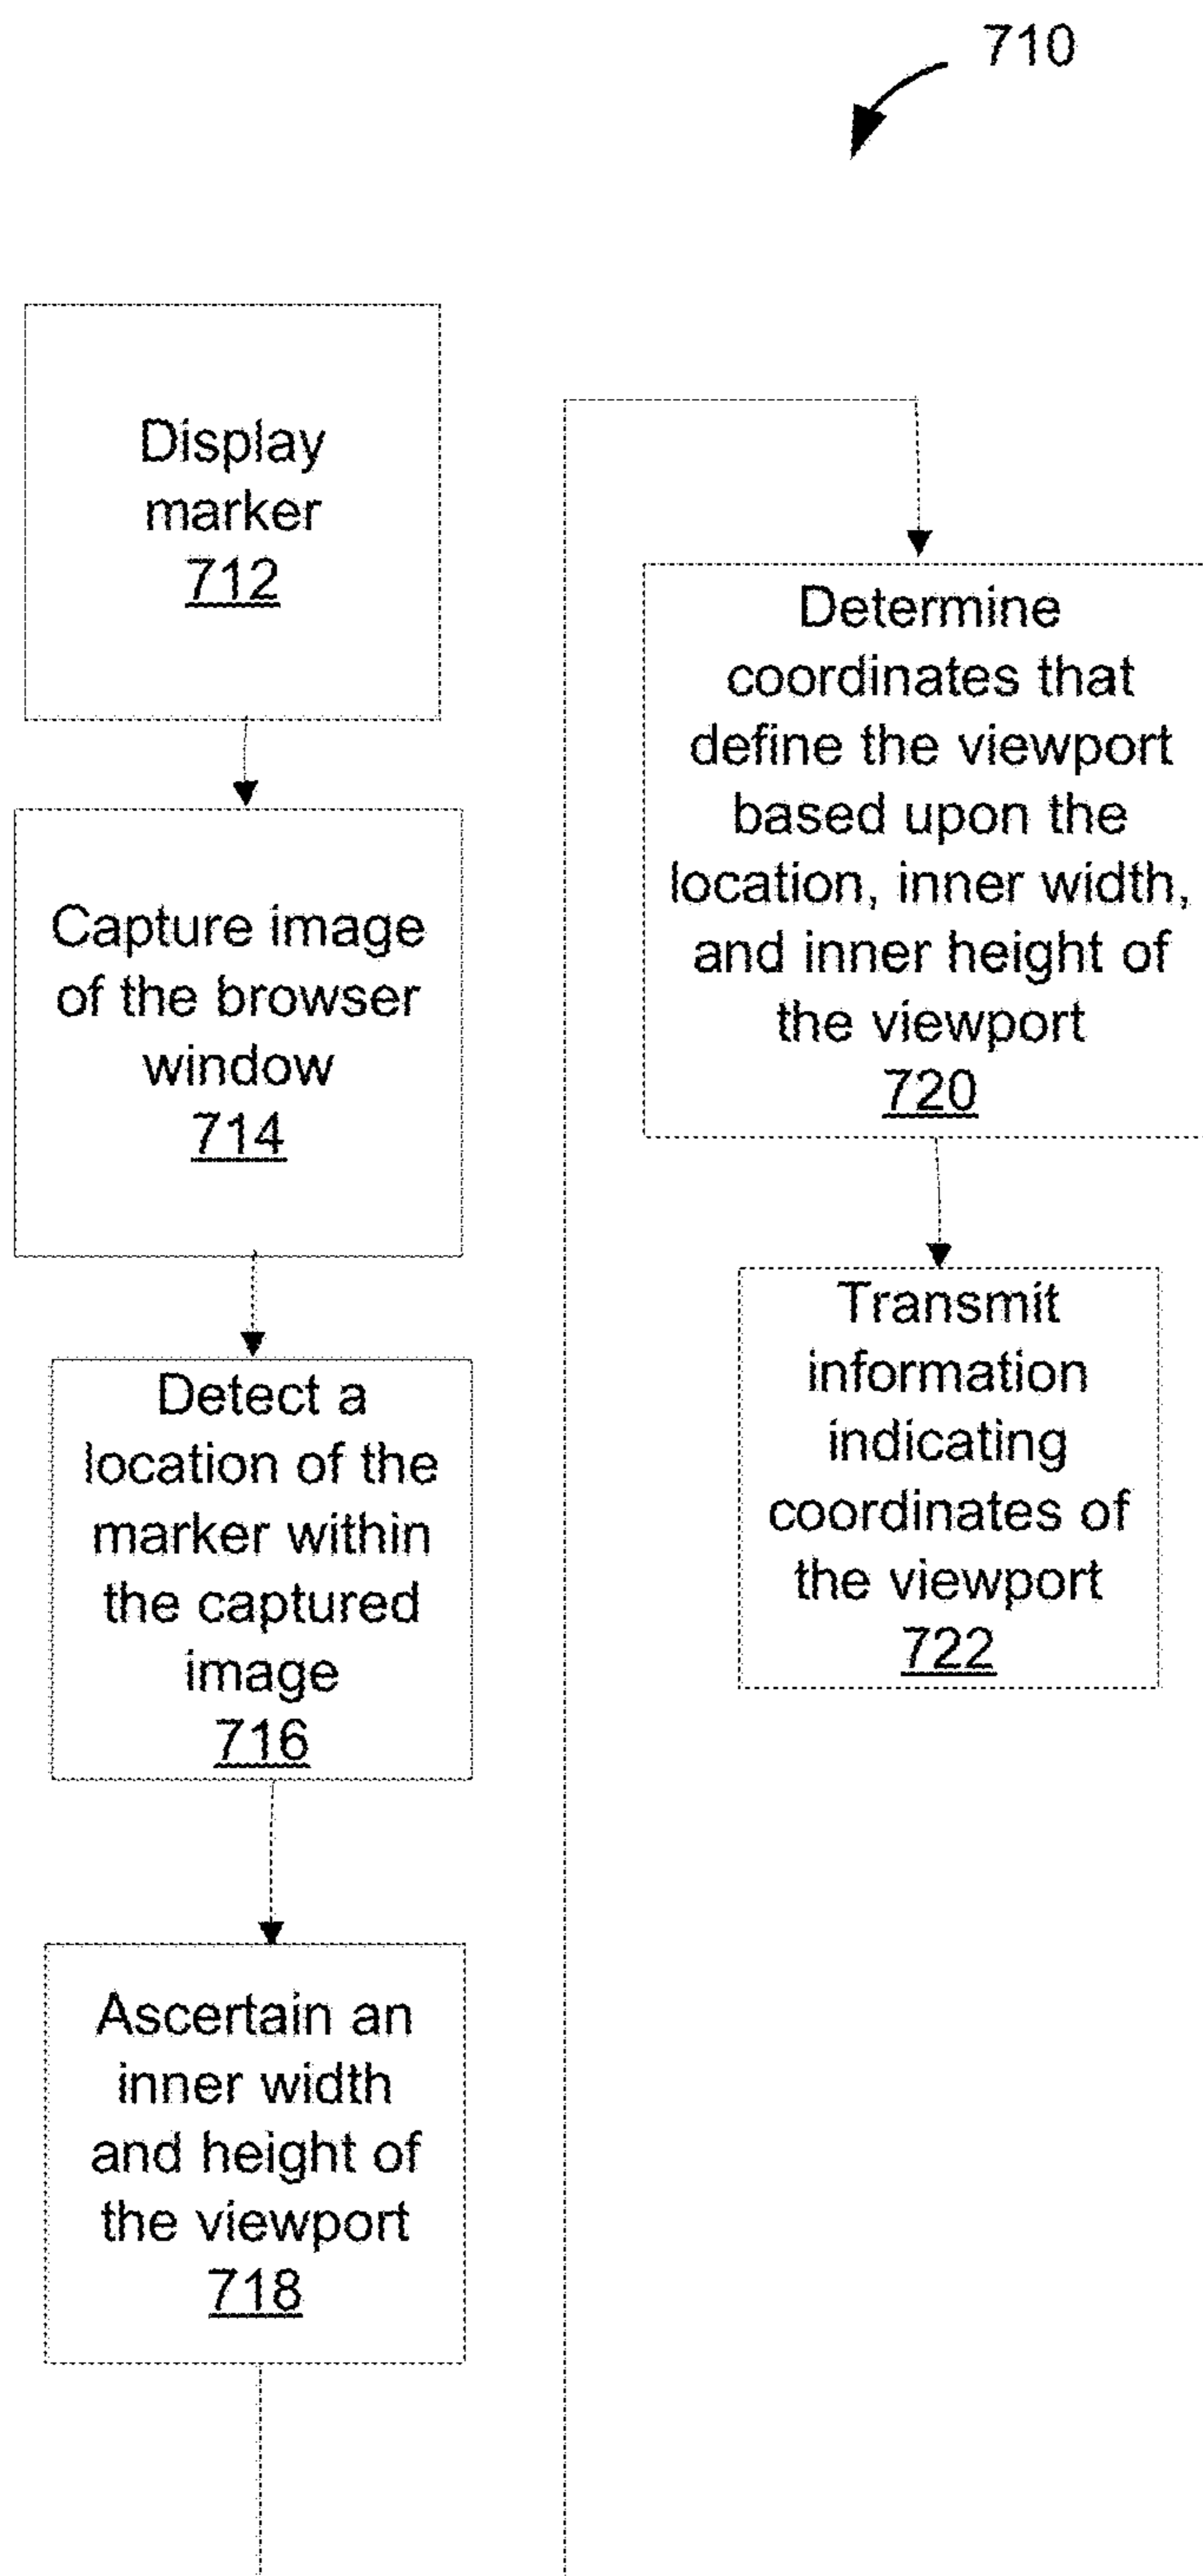 710
Display
marker
712
Capture image
of the browser
window
714
Detect a
location of the
marker within
the captured
image
716
Ascertain an
inner width
and height of
the viewport
718
Determine
coordinates that
define the viewport
based upon the
location, inner width,
and inner height of
the viewport
720
Transmit
information
indicating
coordinates of
the viewport
722